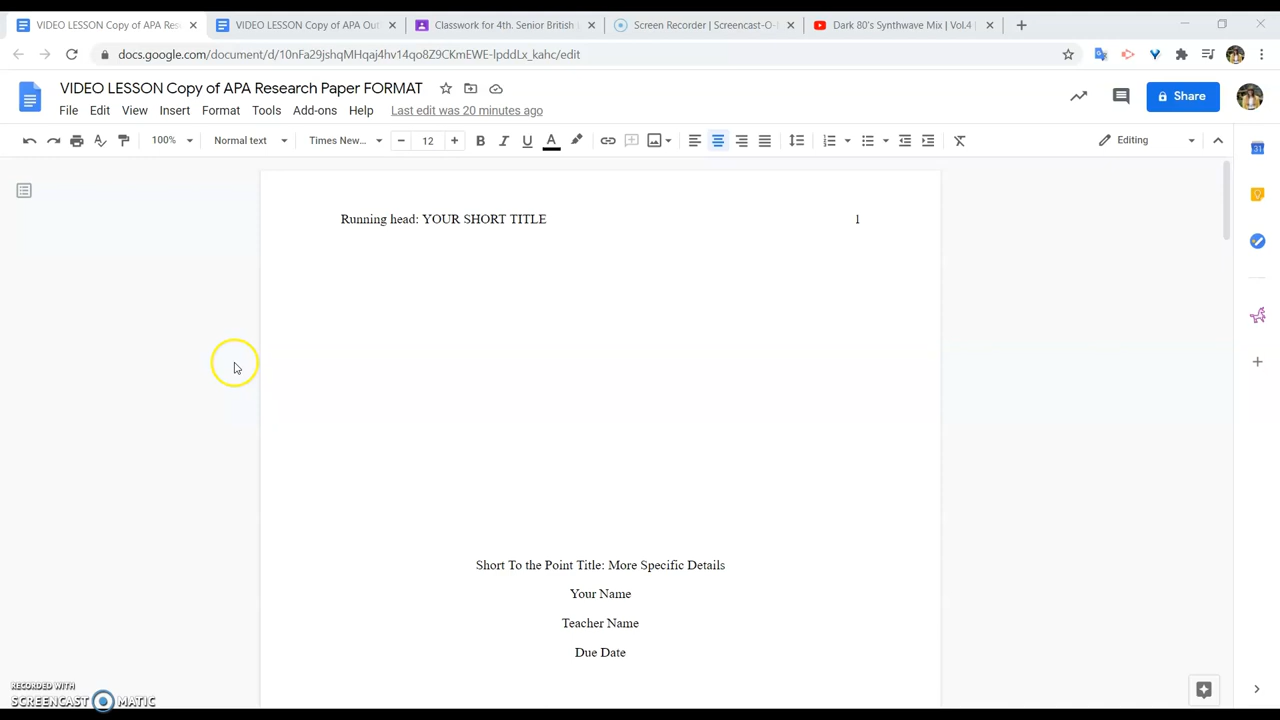 VIDEO LESSON Copy of APA Res
VIDEO LESSON Copy of APA Out
Classwork for 4th. Senior British L
Screen Recorder | Screencast-O-
Dark 80's Synthwave Mix | Vol.4 |
docs.google.com/document/d/10nFa29jshqMHqaj4hv14qo8Z9CKmEWE-lpddLx_kahc/edit
VIDEO LESSON Copy of APA Research Paper FORMAT
File Edit View Insert Format Tools Add-ons Help Last edit was 20 minutes ago
Share
100% Normal text Times New... 12 B I U A Editing
31
Running head: YOUR SHORT TITLE 1
Short To the Point Title: More Specific Details
Your Name
Teacher Name
Due Date
RECORDED WITH
SCREENCAST MATIC